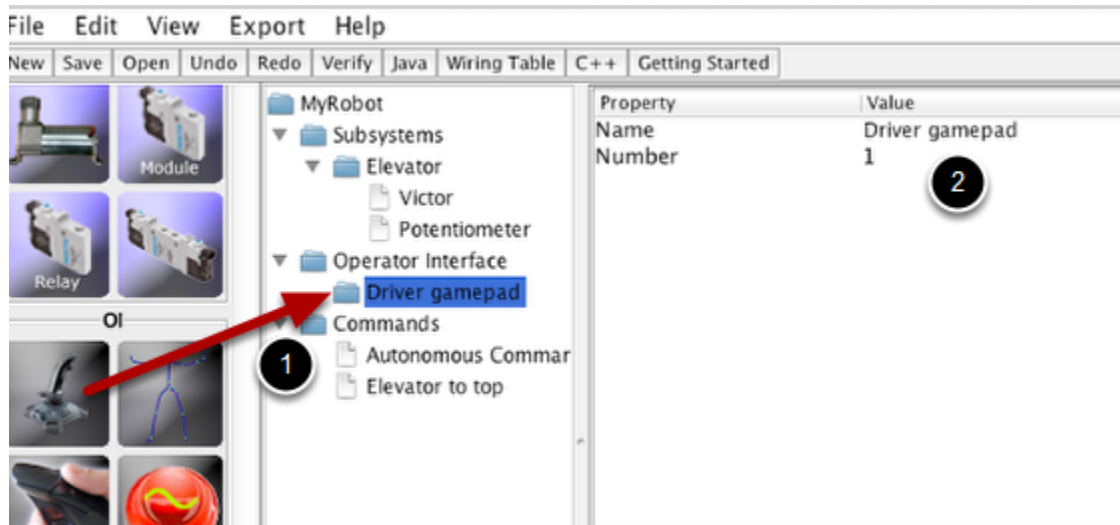 File Edit View Export Help
New Save Open Undo Redo Verify Java Wiring Table C++ Getting Started
Module
Relay
OI
MyRobot
Subsystems
Elevator
Victor
Potentiometer
Operator Interface
Driver gamepad
Commands
Autonomous Commar
Elevator to top
1
Property Value
Name Driver gamepad
Number 1
2